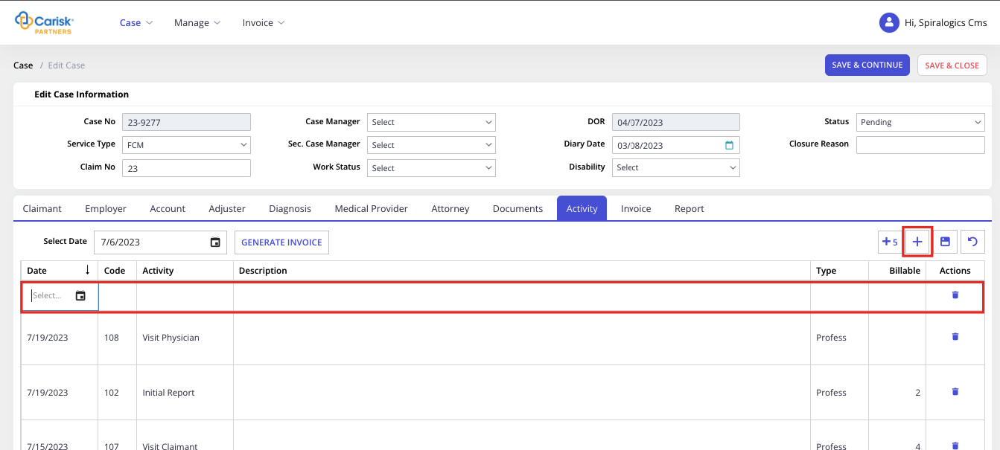 Carisk
PARTNERS
Case Manage Invoice
Hi, Spiralogics Cms
Case / Edit Case
SAVE & CONTINUE SAVE & CLOSE
Edit Case Information
Case No 23-9277 Case Manager Select DOR 04/07/2023 Status Pending
Service Type FCM Sec. Case Manager Select Diary Date 03/08/2023 Closure Reason
Claim No 23 Work Status Select Disability Select
Claimant Employer Account Adjuster Diagnosis Medical Provider Attorney Documents Activity Invoice Report
Select Date 7/6/2023 GENERATE INVOICE +5 +
Date ↓ Code Activity Description Type Billable Actions
Select...
7/19/2023 108 Visit Physician Profess
7/19/2023 102 Initial Report Profess 2
7/15/2023 107 Visit Claimant Profess 4